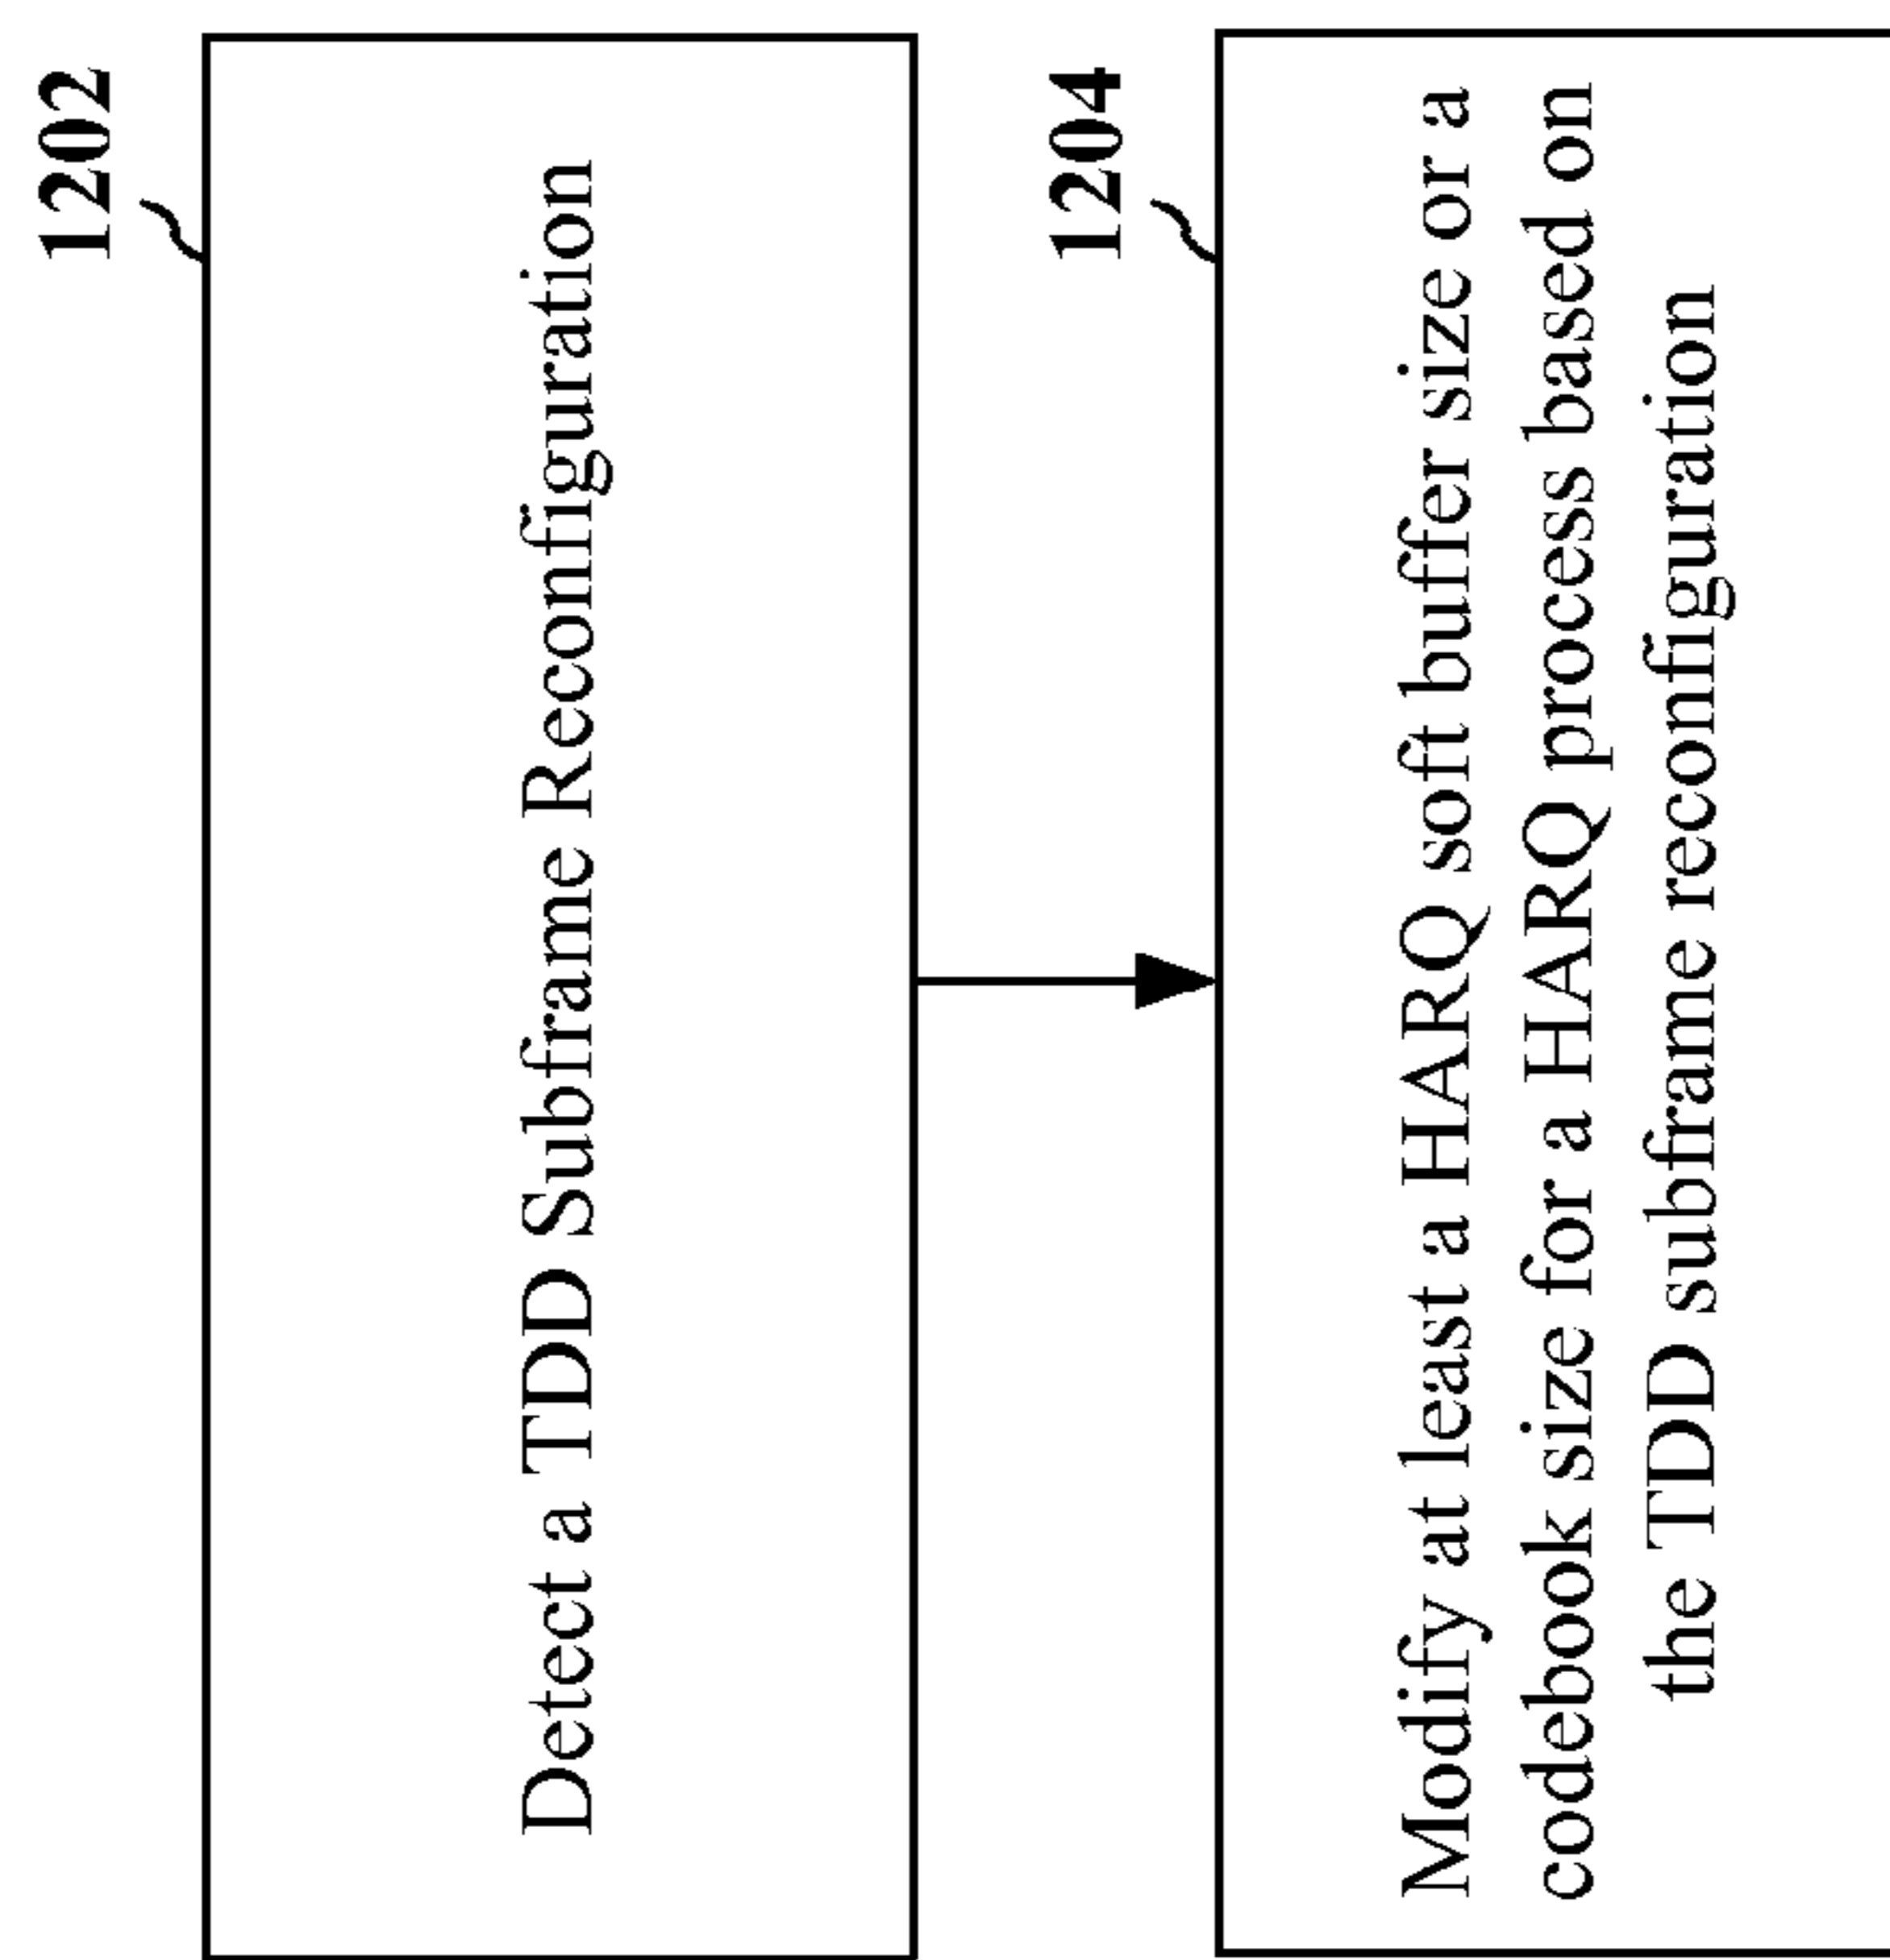 1202
Detect a TDD Subframe Reconfiguration
1204
Modify at least a HARQ soft buffer size or a
codebook size for a HARQ process based on
the TDD subframe reconfiguration